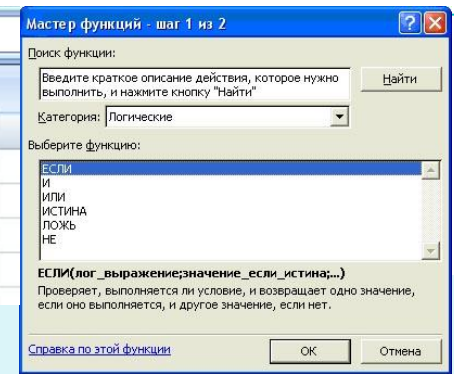 Мастер функций - шаг 1 из 2
Поиск функции:
Введите краткое описание действия, которое нужно
выполнить, и нажмите кнопку "Найти"
Найти
Категория: Логические
Выберите функцию:
ЕСЛИ
И
ИЛИ
ИСТИНА
ЛОЖЬ
НЕ
ЕСЛИ(лог_выражение;значение_если_истина;...)
Проверяет, выполняется ли условие, и возвращает одно значение,
если оно выполняется, и другое значение, если нет.
Справка по этой функции
ОК
Отмена